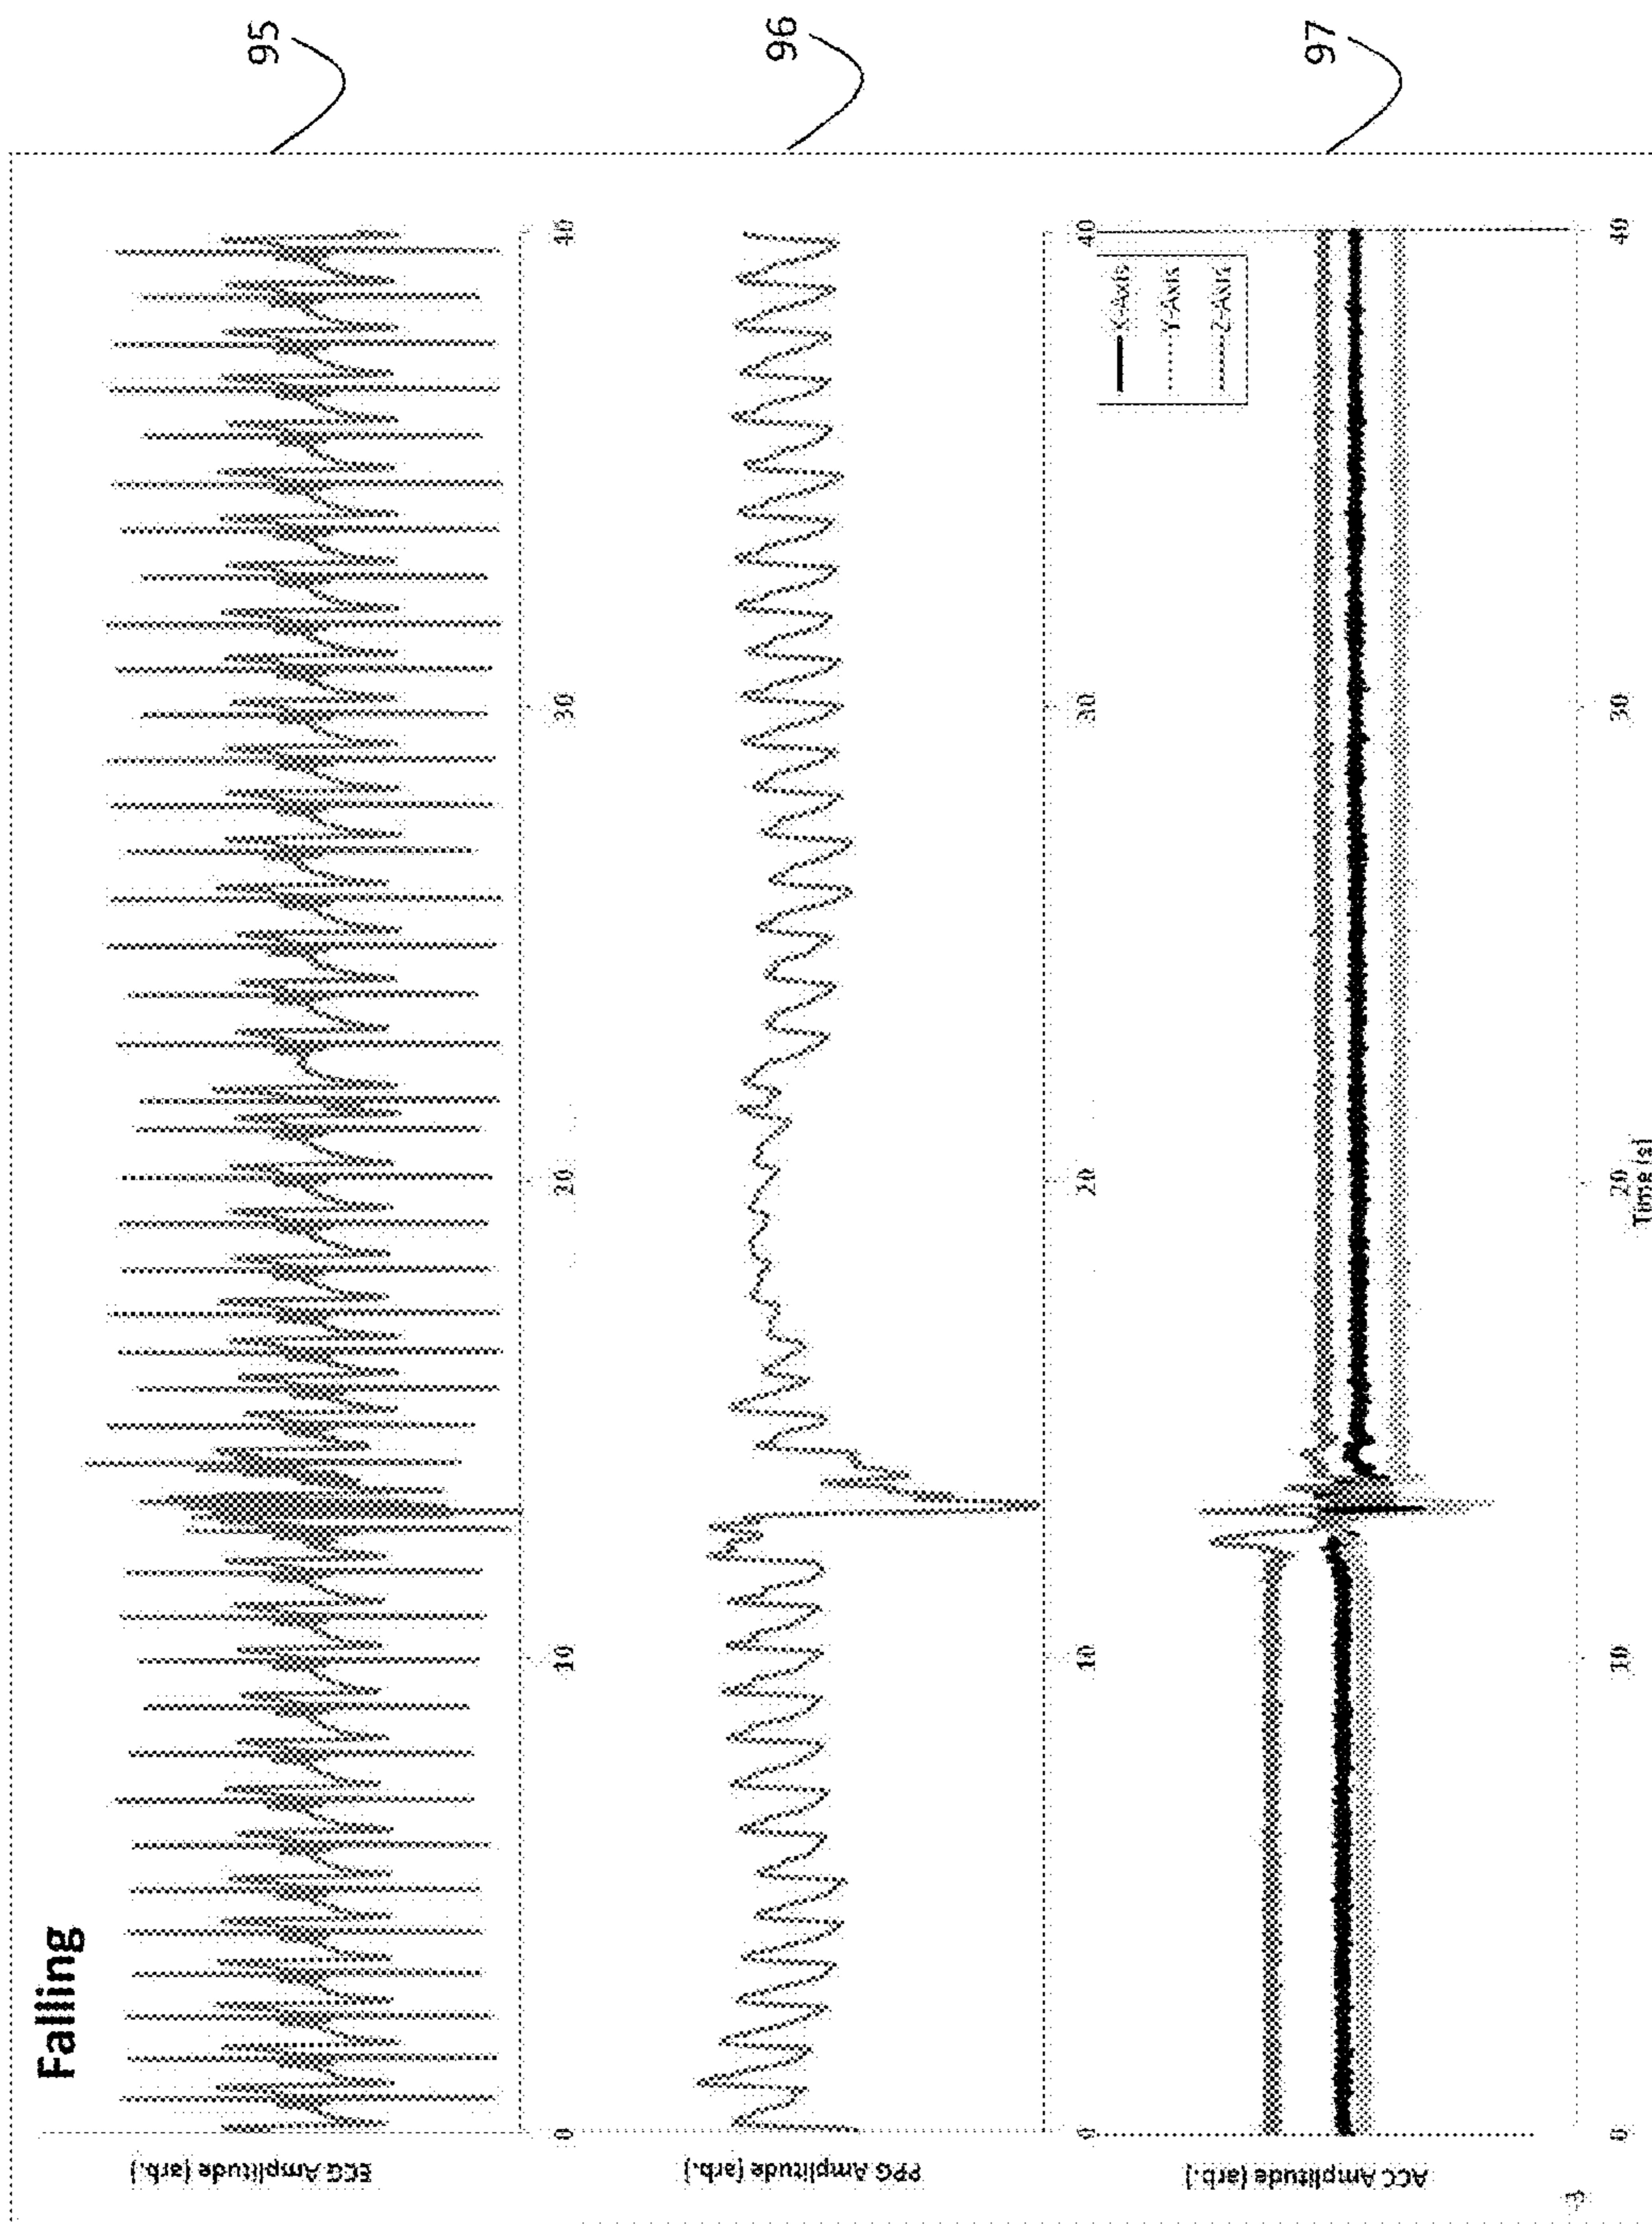 Falling
95
ECG Amplitude (arb.)
0
10
20
30
40
96
PPG Amplitude (arb.)
0
10
20
30
40
97
ACC Amplitude (arb.)
X-Axis
Y-Axis
Z-Axis
0
10
20
30
40
Time (s)